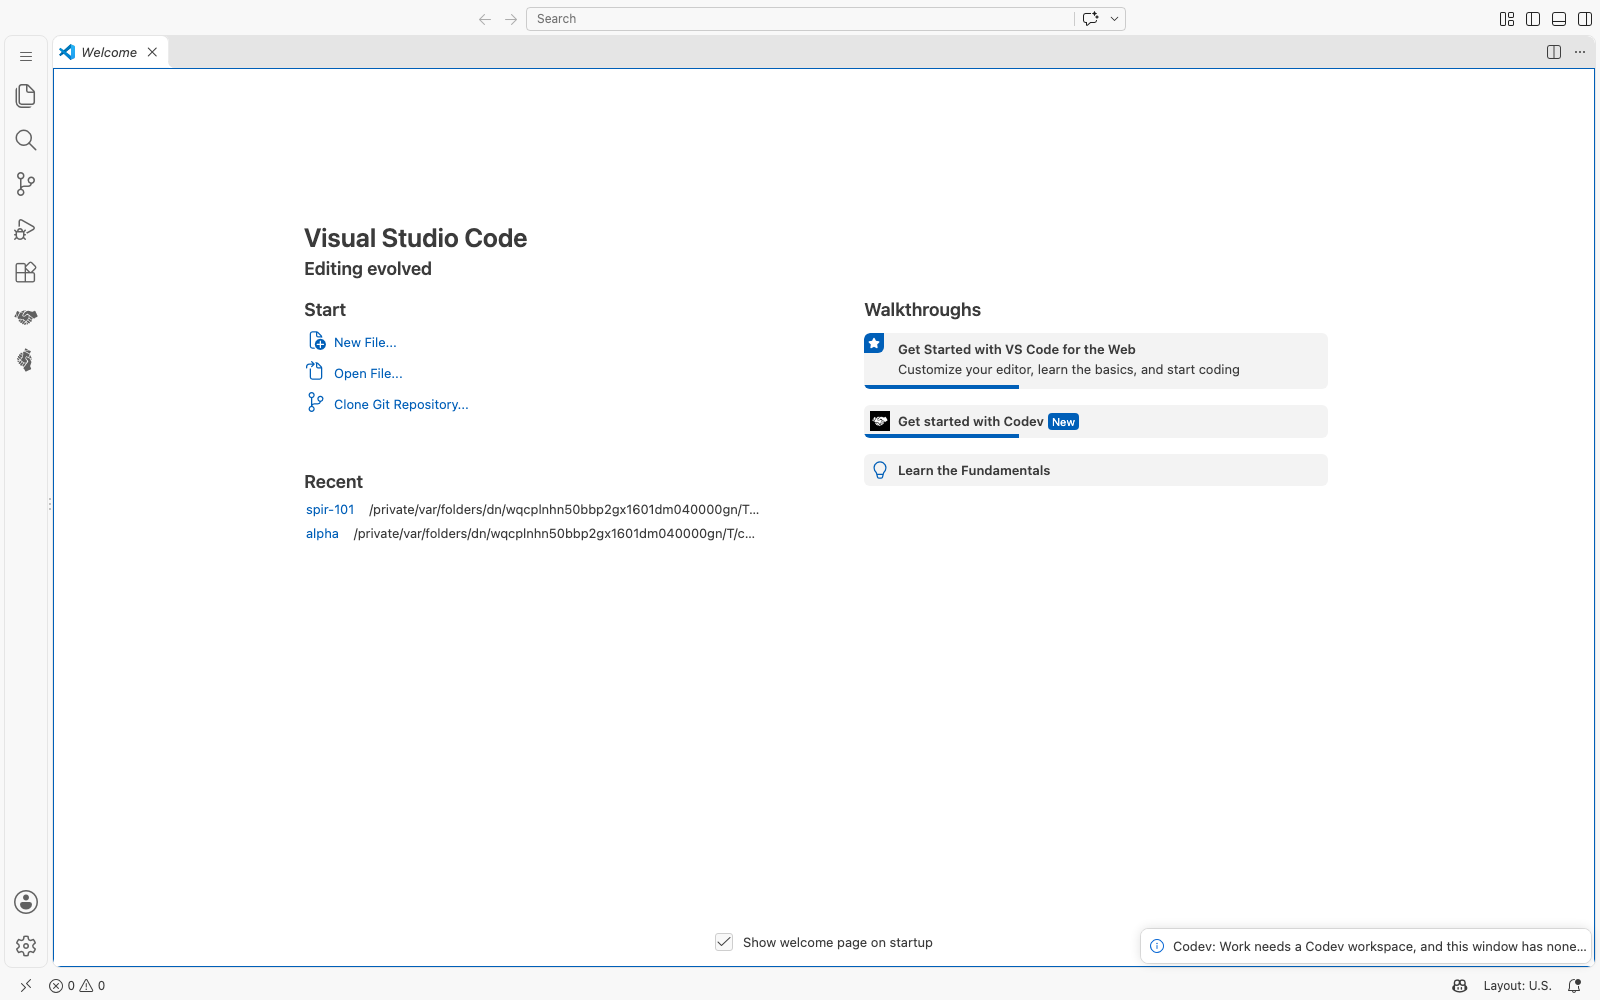 Search
Welcome
Visual Studio Code
Editing evolved
Start
New File...
Open File...
Clone Git Repository...
Recent
spir-101 /private/var/folders/dn/wqcplnhn50bbp2gx1601dm040000gn/T...
alpha /private/var/folders/dn/wqcplnhn50bbp2gx1601dm040000gn/T/c...
Walkthroughs
Get Started with VS Code for the Web
Customize your editor, learn the basics, and start coding
Get started with Codev New
Learn the Fundamentals
Show welcome page on startup
Codev: Work needs a Codev workspace, and this window has none...
0 0
Layout: U.S.